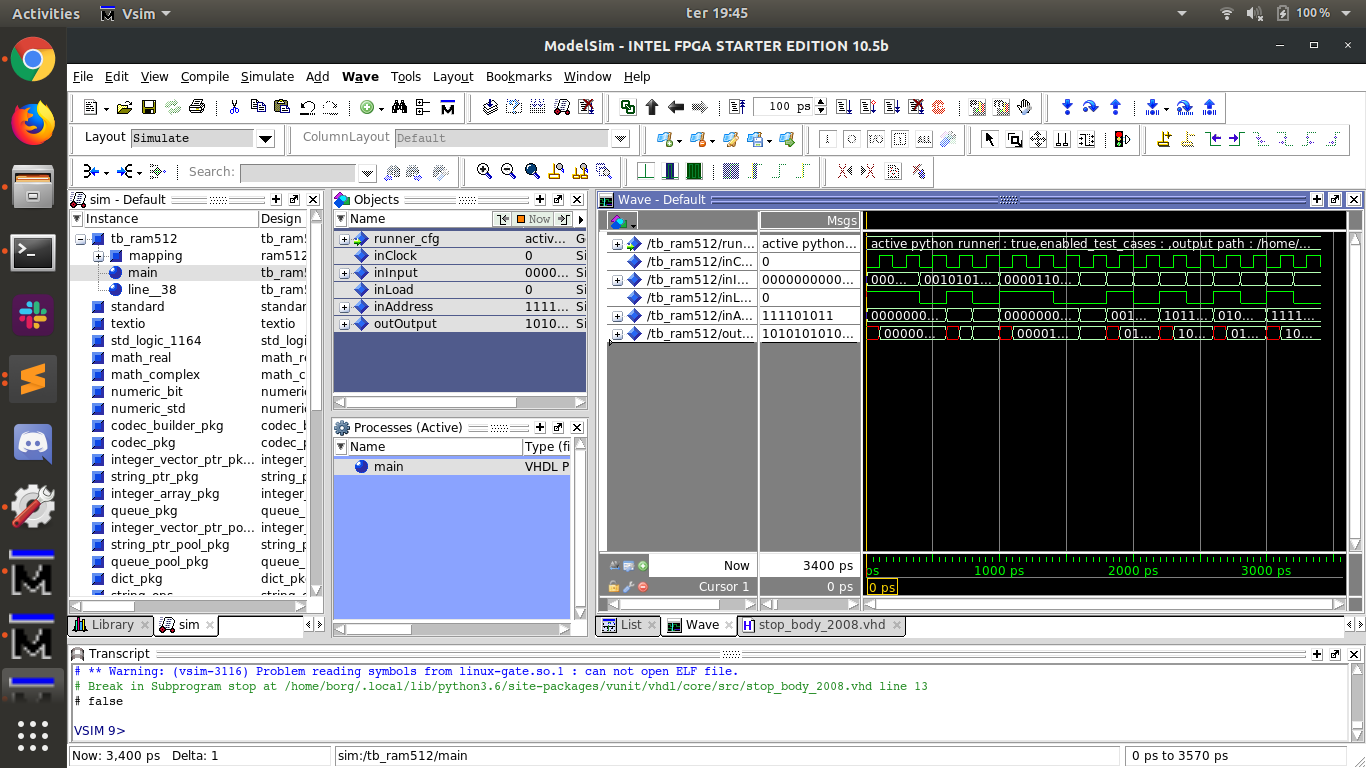 Activities Vsim ter 19:45 100 %
ModelSim - INTEL FPGA STARTER EDITION 10.5b
File Edit View Compile Simulate Add Wave Tools Layout Bookmarks Window Help
100 ps
Layout Simulate ColumnLayout Default
Search:
sim - Default
Instance Design
tb_ram512 tb_ram5
mapping ram512
main tb_ram5
line__38 tb_ram5
standard standar
textio textio
std_logic_1164 std_log
math_real math_re
math_complex math_c
numeric_bit numeric_
numeric_std numeric_
codec_builder_pkg codec_b
codec_pkg codec_p
integer_vector_ptr_pk... integer_
string_ptr_pkg string_p
integer_array_pkg integer_
queue_pkg queue_
integer_vector_ptr_po... integer_
string_ptr_pool_pkg string_p
queue_pool_pkg queue_
dict_pkg dict_pk
Library sim
Objects
Name Now
runner_cfg activ... G
inClock 0 Si
inInput 0000... Si
inLoad 0 Si
inAddress 1111... Si
outOutput 1010... Si
Processes (Active)
Name Type (fi
main VHDL P
Wave - Default
Msgs
/tb_ram512/run... active python... active python runner : true,enabled_test_cases : ,output path : /home/...
/tb_ram512/inC... 0
/tb_ram512/inI... 0000000000... 000... 0010101... 0000110...
/tb_ram512/inL... 0
/tb_ram512/inA... 111101011 0000000... 0000000... 001... 1011... 010... 1111...
/tb_ram512/out... 1010101010... 00000... 00001... 01... 10... 01... 10...
Now 3400 ps ps 1000 ps 2000 ps 3000 ps
Cursor 1 0 ps 0 ps
List Wave stop_body_2008.vhd
Transcript
# ** Warning: (vsim-3116) Problem reading symbols from linux-gate.so.1 : can not open ELF file.
# Break in Subprogram stop at /home/borg/.local/lib/python3.6/site-packages/vunit/vhdl/core/src/stop_body_2008.vhd line 13
# false
VSIM 9>
Now: 3,400 ps Delta: 1 sim:/tb_ram512/main 0 ps to 3570 ps